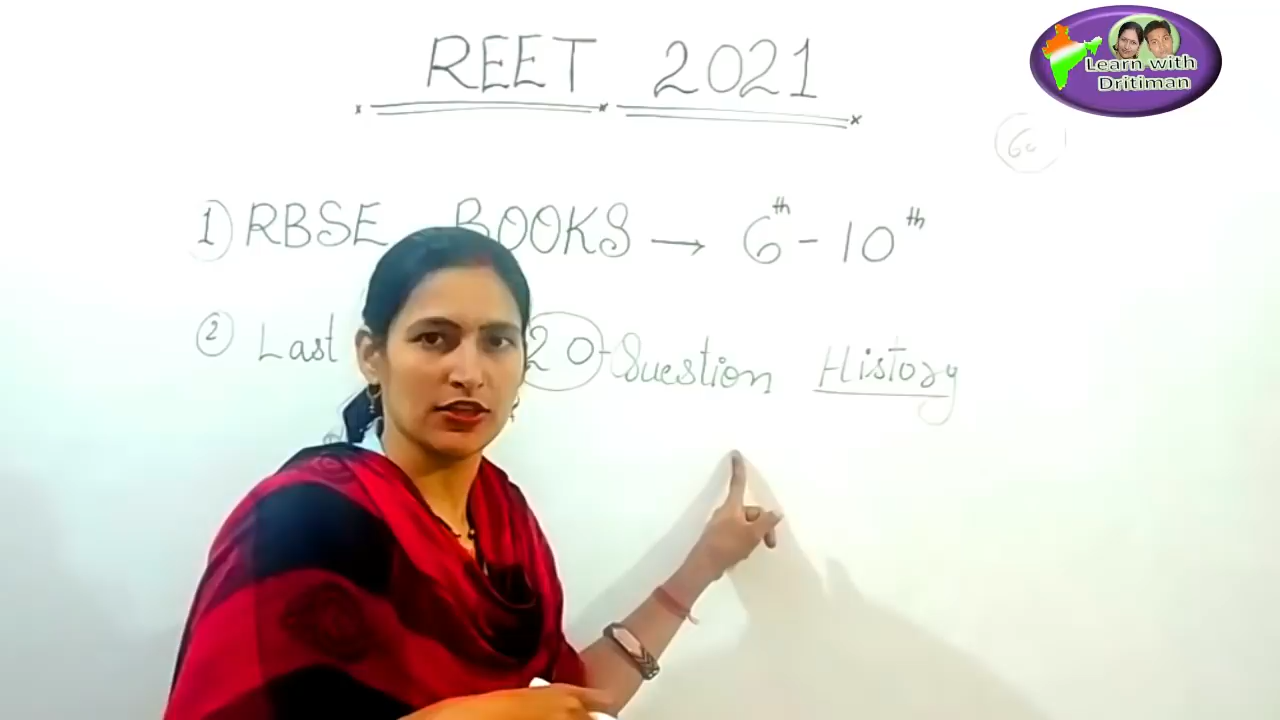 REET 2021
Learn with
Dritiman
1) RBSE BOOKS → 6th - 10th
2 Last 20 - Question History